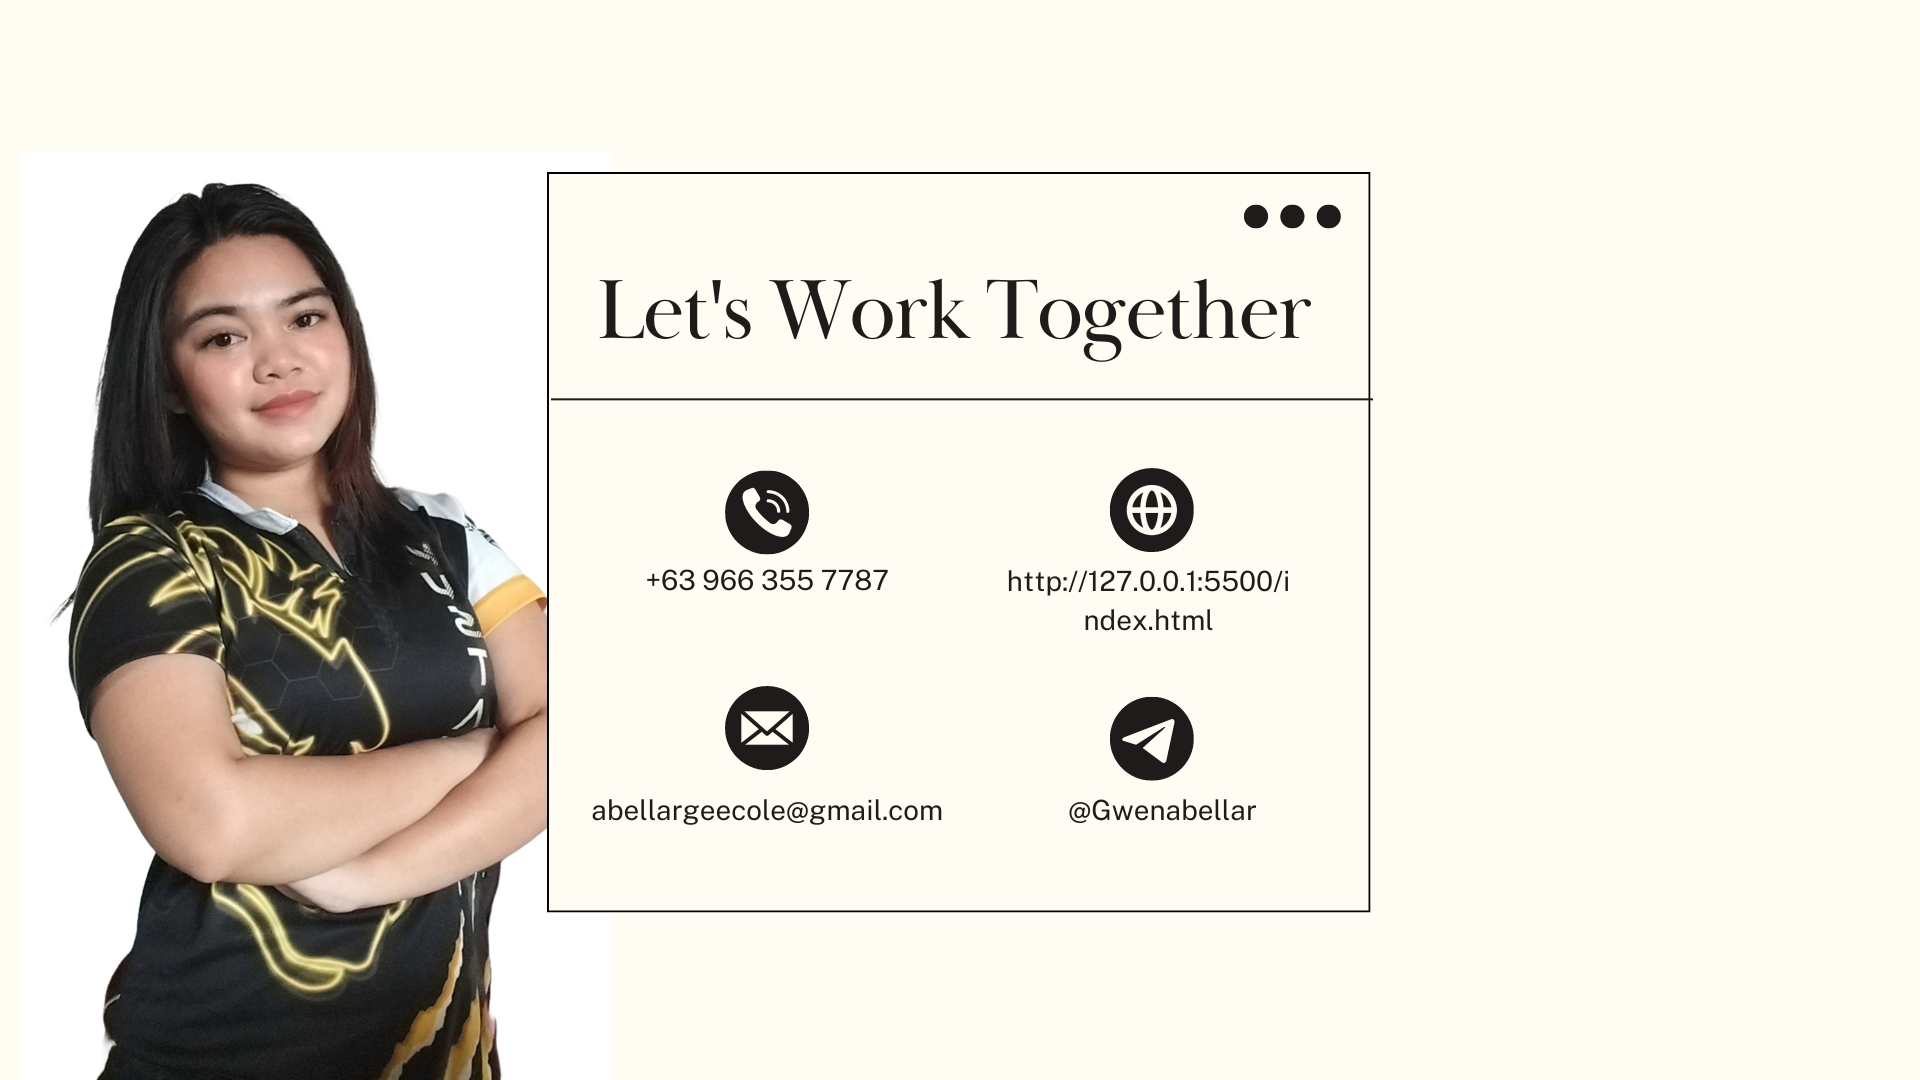 Let's Work Together
+63 966 355 7787
http://127.0.0.1:5500/i
ndex.html
abellargeecole@gmail.com
@Gwenabellar